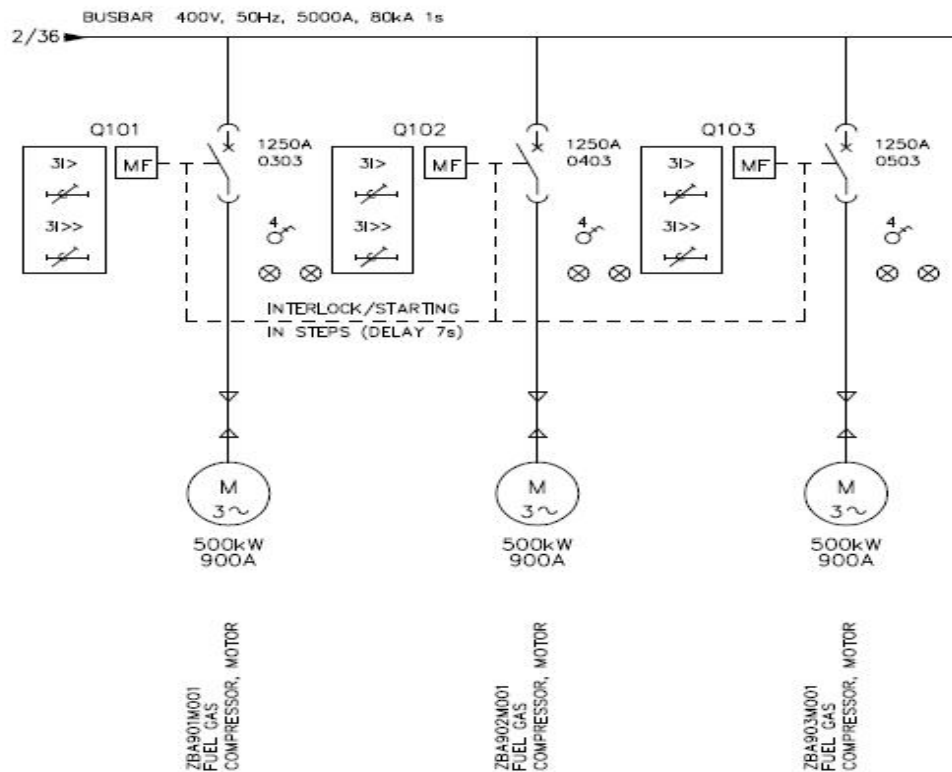 BUSBAR 400V, 50Hz, 5000A, 80kA 1s
2/36
Q101
3I>
3I>>
MF
1250A
0303
4
Q102
3I>
3I>>
MF
1250A
0403
4
Q103
3I>
3I>>
MF
1250A
0503
4
INTERLOCK/STARTING
IN STEPS (DELAY 7s)
M
3~
500kW
900A
M
3~
500kW
900A
M
3~
500kW
900A
ZBA901M001
FUEL GAS
COMPRESSOR, MOTOR
ZBA902M001
FUEL GAS
COMPRESSOR, MOTOR
ZBA903M001
FUEL GAS
COMPRESSOR, MOTOR